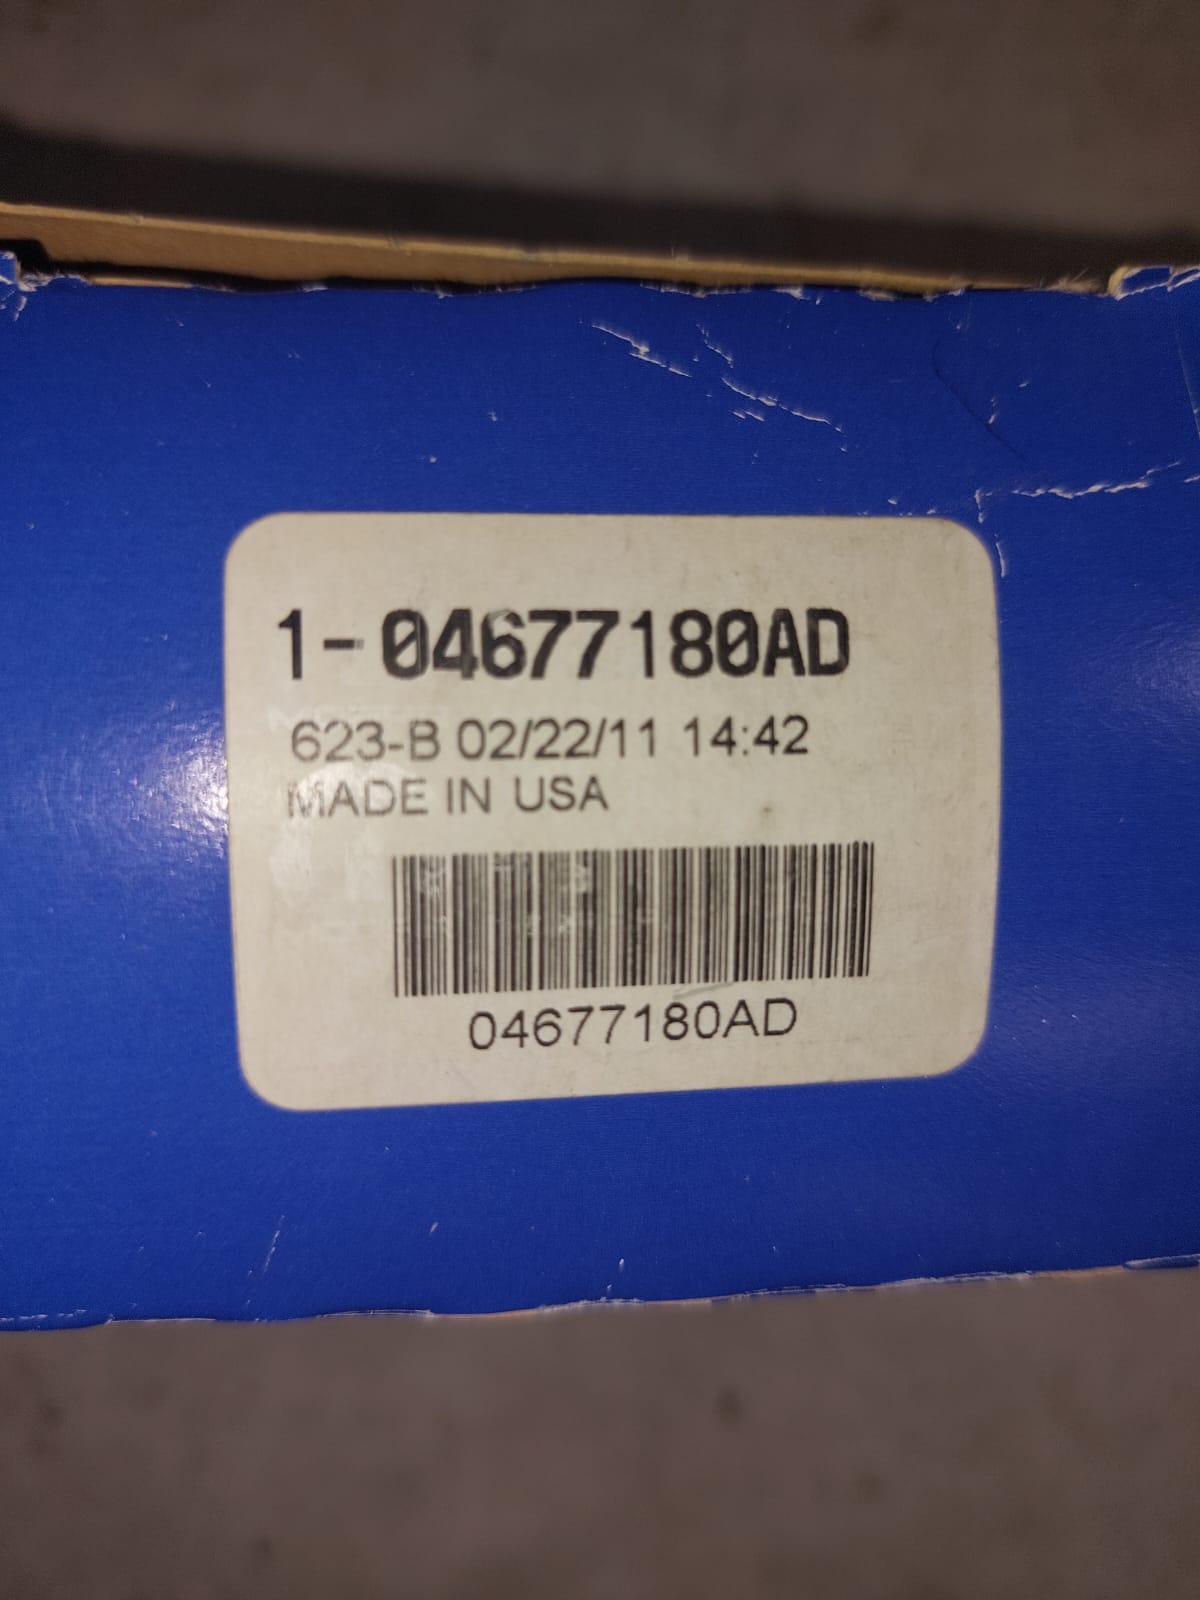 1-04677180AD
623-B 02/22/11 14:42
MADE IN USA
04677180AD